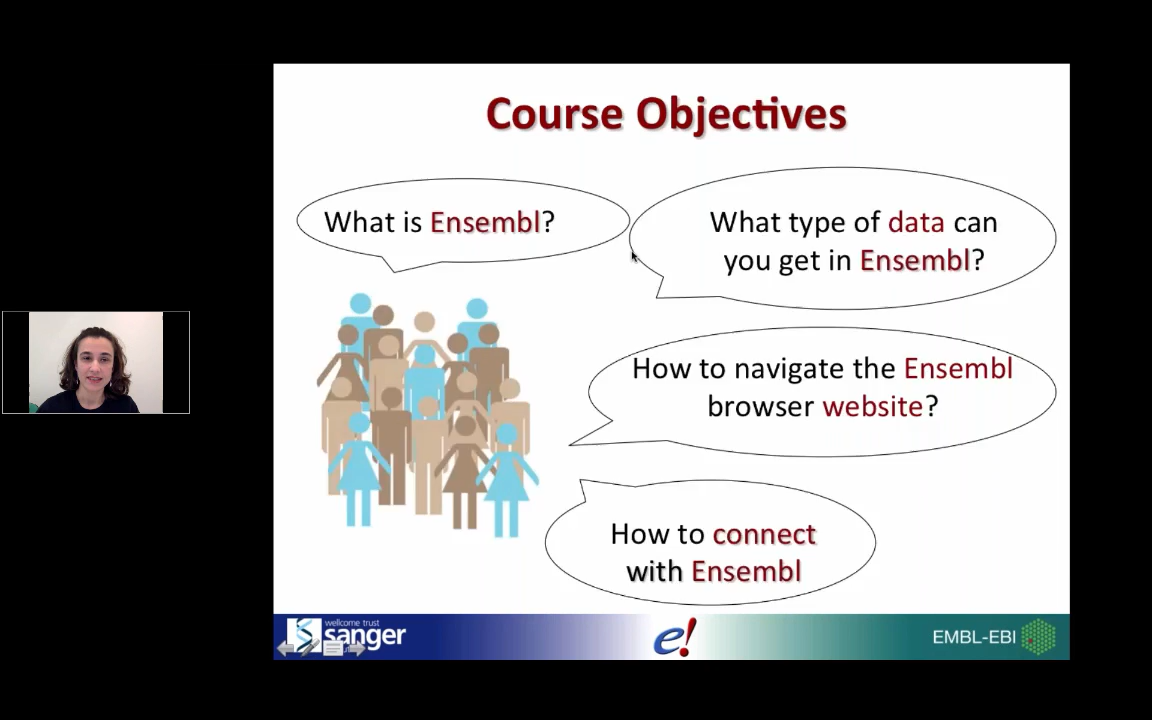 Course Objectives
What is Ensembl?
What type of data can
you get in Ensembl?
How to navigate the Ensembl
browser website?
How to connect
with Ensembl
wellcome trust
sanger
e!
EMBL-EBI